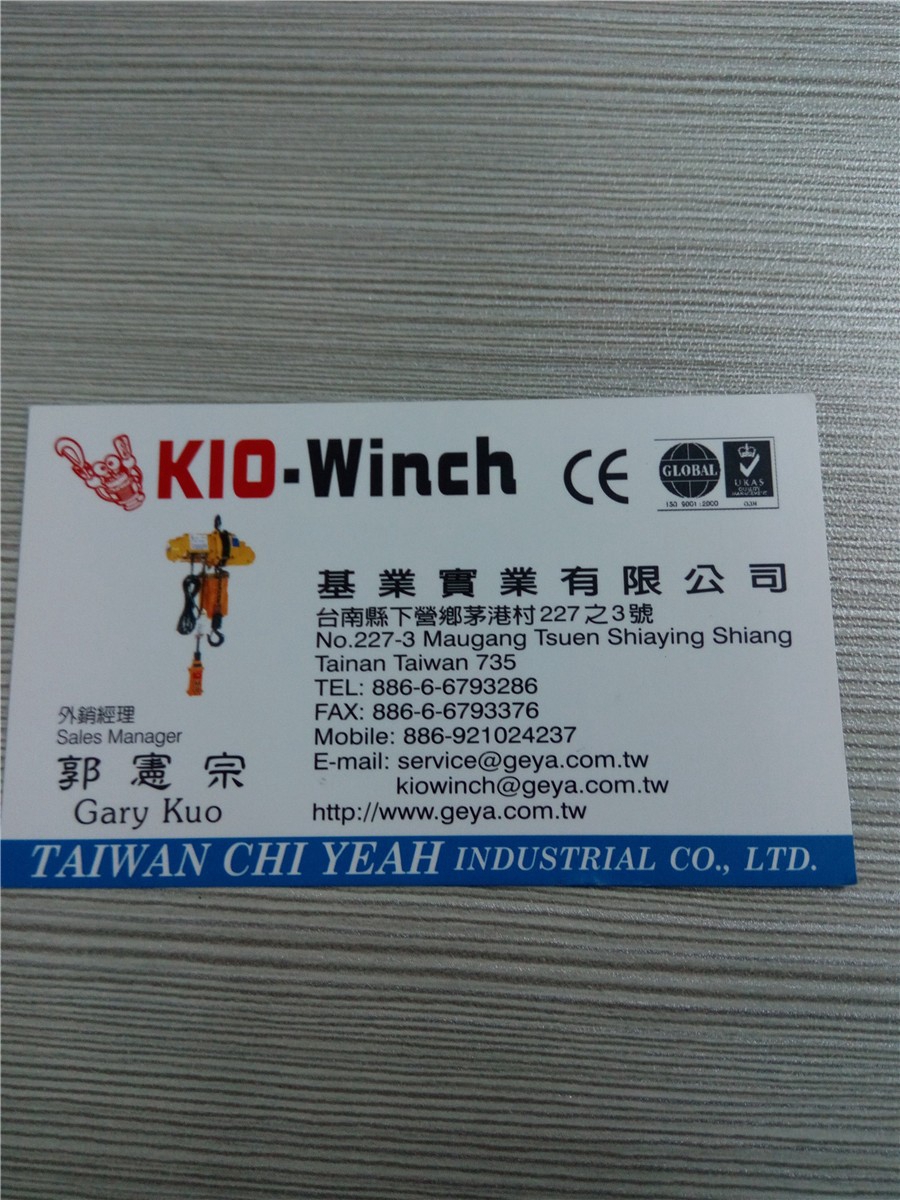 KIO-Winch CE
GLOBAL
ISO 9001:2000
UKAS
基業實業有限公司
台南縣下營鄉茅港村227之3號
No.227-3 Maugang Tsuen Shiaying Shiang
Tainan Taiwan 735
TEL: 886-6-6793286
FAX: 886-6-6793376
Mobile: 886-921024237
E-mail: service@geya.com.tw
kiowinch@geya.com.tw
http://www.geya.com.tw
外銷經理
Sales Manager
郭憲宗
Gary Kuo
TAIWAN CHI YEAH INDUSTRIAL CO., LTD.